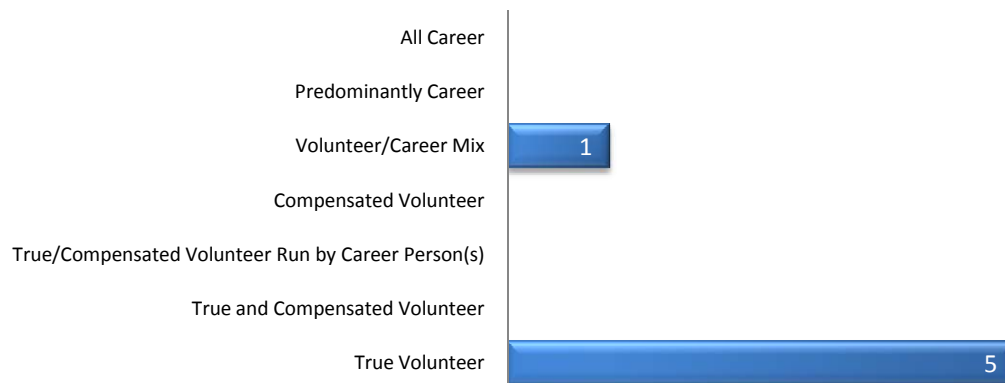 All Career
Predominantly Career
Volunteer/Career Mix 1
Compensated Volunteer
True/Compensated Volunteer Run by Career Person(s)
True and Compensated Volunteer
True Volunteer 5